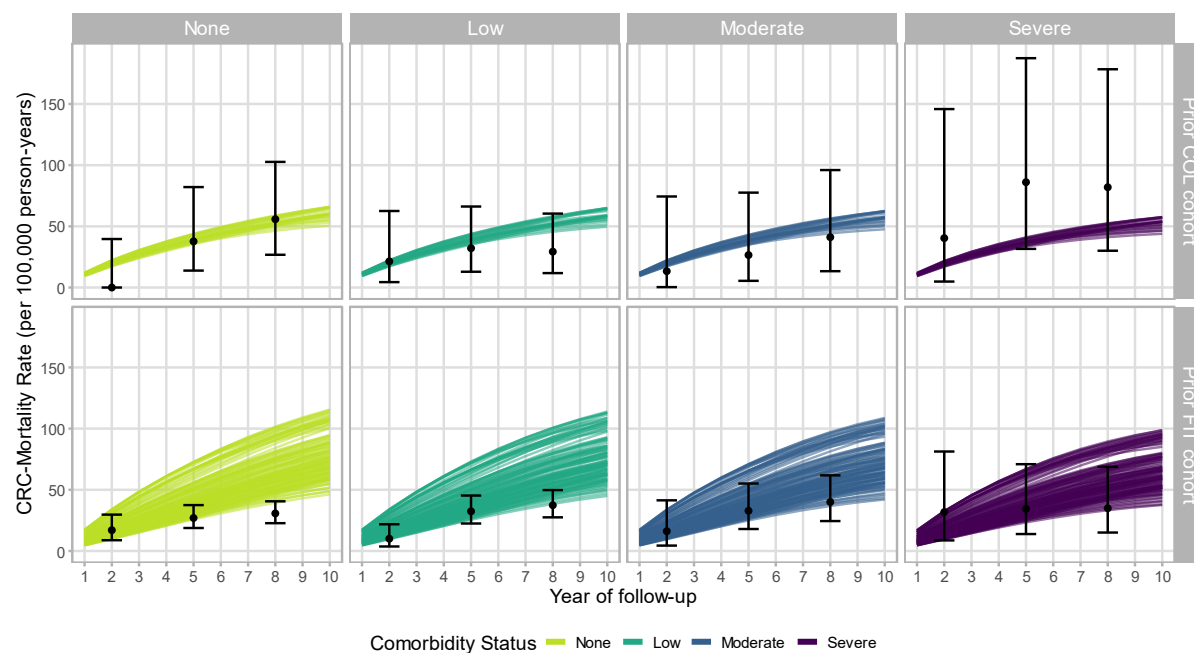 None Low Moderate Severe
CRC-Mortality Rate (per 100,000 person-years)
150
100
50
0
Prior COL cohort
150
100
50
0
Prior FIT cohort
1 2 3 4 5 6 7 8 9 10 1 2 3 4 5 6 7 8 9 10 1 2 3 4 5 6 7 8 9 10 1 2 3 4 5 6 7 8 9 10
Year of follow-up
Comorbidity Status None Low Moderate Severe